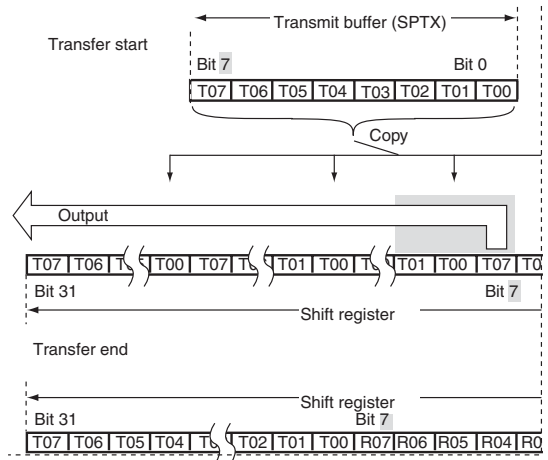 Transmit buffer (SPTX)
Transfer start
Bit 7 Bit 0
T07 T06 T05 T04 T03 T02 T01 T00
Copy
Output
T07 T06 T00 T07 T01 T00 T01 T00 T07
Bit 31 Bit 7
Shift register
Transfer end
Shift register
Bit 31 Bit 7
T07 T06 T05 T04 T02 T01 T00 R07 R06 R05 R04